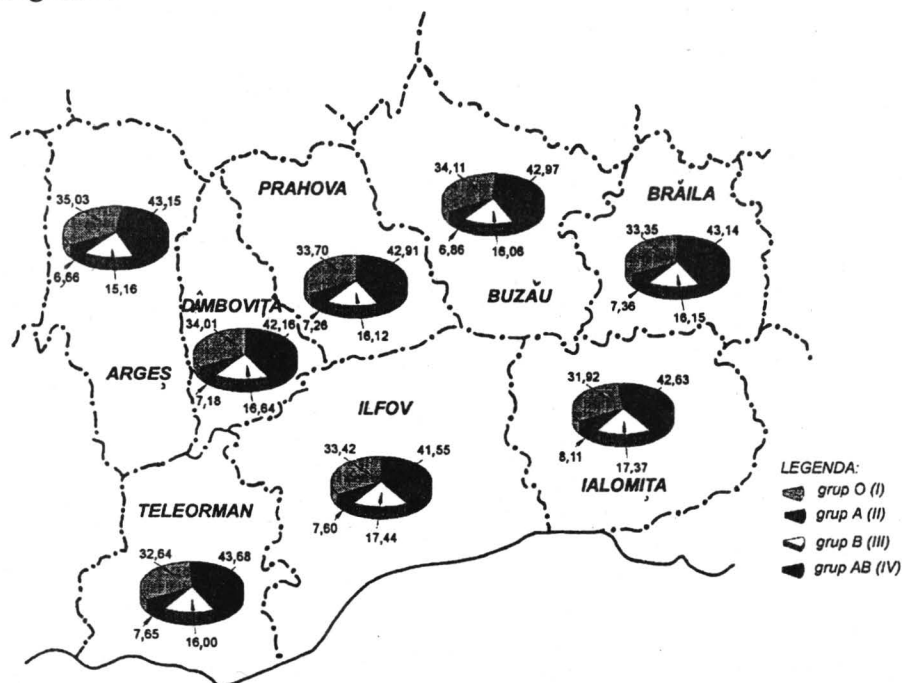 PRAHOVA
BRĂILA
34,11 42,97
6,86 16,06
35,03 43,15
6,66
15,16
33,35 43,14
7,36
16,15
33,70 42,91
7,26
16,12
BUZĂU
DÂMBOVIȚA
34,01 42,16
7,18
16,64
ARGEȘ
ILFOV
31,92 42,63
8,11
17,37
IALOMIȚA
33,42 41,55
7,60
17,44
TELEORMAN
32,64 43,68
7,65
16,00
LEGENDA:
grup O (I)
grup A (II)
grup B (III)
grup AB (IV)